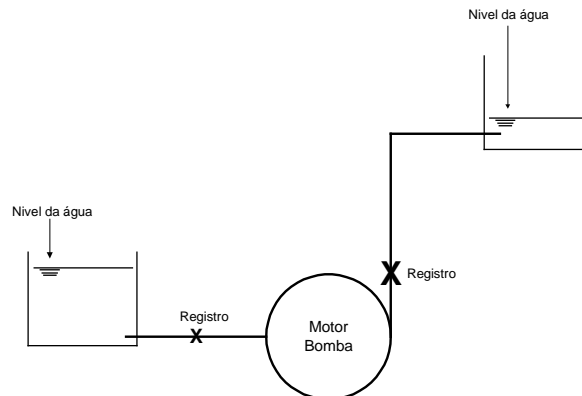 Nivel da água
Nivel da água
Registro
Registro
Motor
Bomba